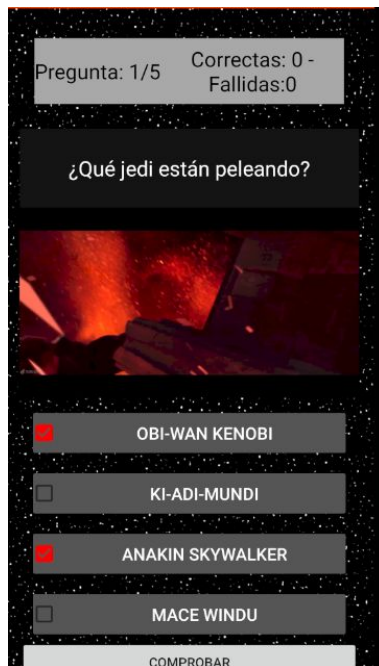 Pregunta: 1/5
Correctas: 0 -
Fallidas:0
¿Qué jedi están peleando?
OBI-WAN KENOBI
KI-ADI-MUNDI
ANAKIN SKYWALKER
MACE WINDU
COMPROBAR